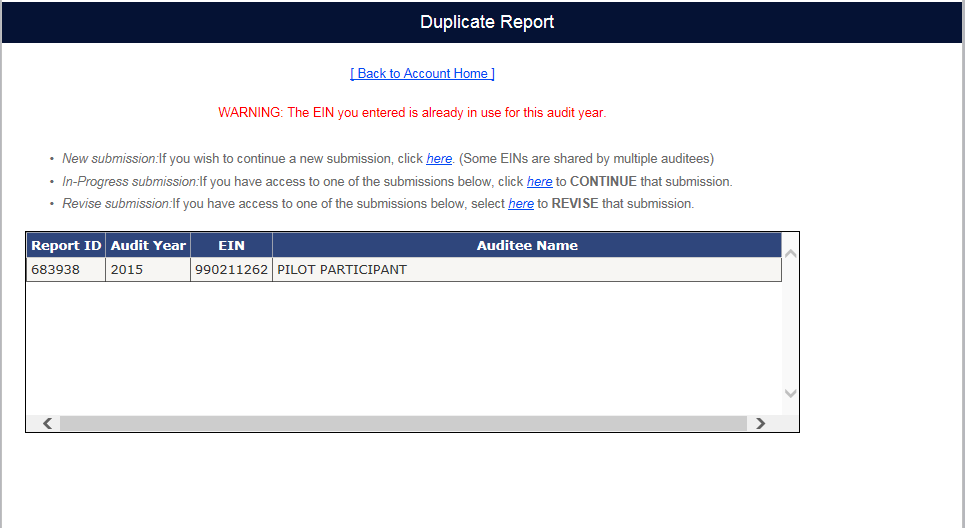 Duplicate Report
[ Back to Account Home ]
WARNING: The EIN you entered is already in use for this audit year.
• New submission:If you wish to continue a new submission, click here. (Some EINs are shared by multiple auditees)
• In-Progress submission:If you have access to one of the submissions below, click here to CONTINUE that submission.
• Revise submission:If you have access to one of the submissions below, select here to REVISE that submission.
Report ID Audit Year EIN Auditee Name
683938 2015 990211262 PILOT PARTICIPANT